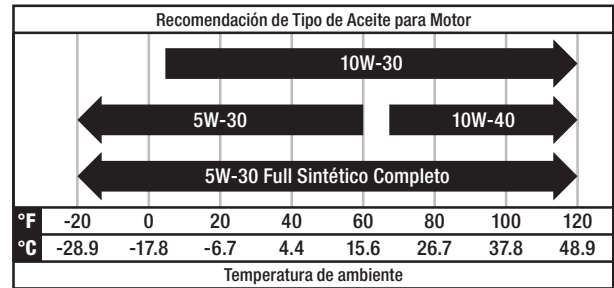 Recomendación de Tipo de Aceite para Motor
10W-30
5W-30 10W-40
5W-30 Full Sintético Completo
°F -20 0 20 40 60 80 100 120
°C -28.9 -17.8 -6.7 4.4 15.6 26.7 37.8 48.9
Temperatura de ambiente